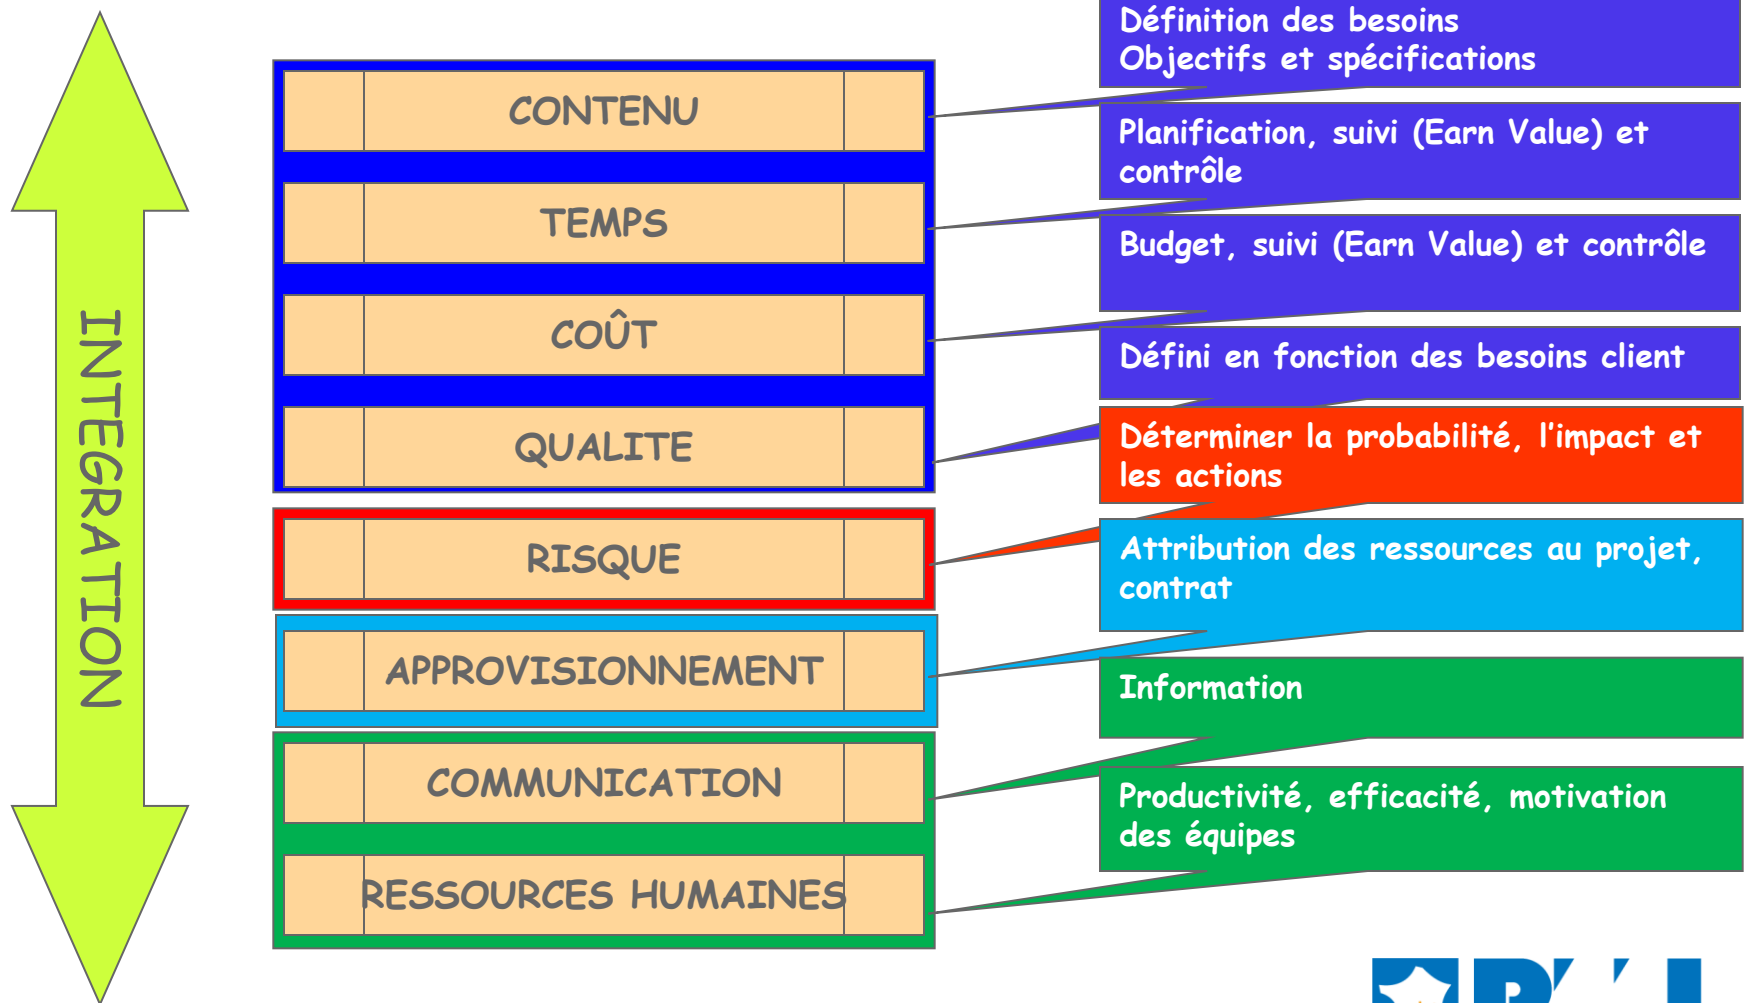 INTEGRATION
CONTENU
Définition des besoins
Objectifs et spécifications
TEMPS
Planification, suivi (Earn Value) et
contrôle
COÛT
Budget, suivi (Earn Value) et contrôle
QUALITE
Défini en fonction des besoins client
RISQUE
Déterminer la probabilité, l'impact et
les actions
APPROVISIONNEMENT
Attribution des ressources au projet,
contrat
COMMUNICATION
Information
RESSOURCES HUMAINES
Productivité, efficacité, motivation
des équipes